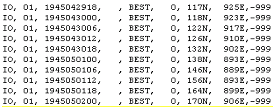 IO, 01, 1945042918,   , BEST,   0, 117N,  925E,-999
IO, 01, 1945043000,   , BEST,   0, 118N,  923E,-999
IO, 01, 1945043006,   , BEST,   0, 122N,  917E,-999
IO, 01, 1945043012,   , BEST,   0, 126N,  910E,-999
IO, 01, 1945043018,   , BEST,   0, 132N,  902E,-999
IO, 01, 1945050100,   , BEST,   0, 138N,  893E,-999
IO, 01, 1945050106,   , BEST,   0, 146N,  889E,-999
IO, 01, 1945050112,   , BEST,   0, 156N,  893E,-999
IO, 01, 1945050118,   , BEST,   0, 164N,  899E,-999
IO, 01, 1945050200,   , BEST,   0, 170N,  906E,-999